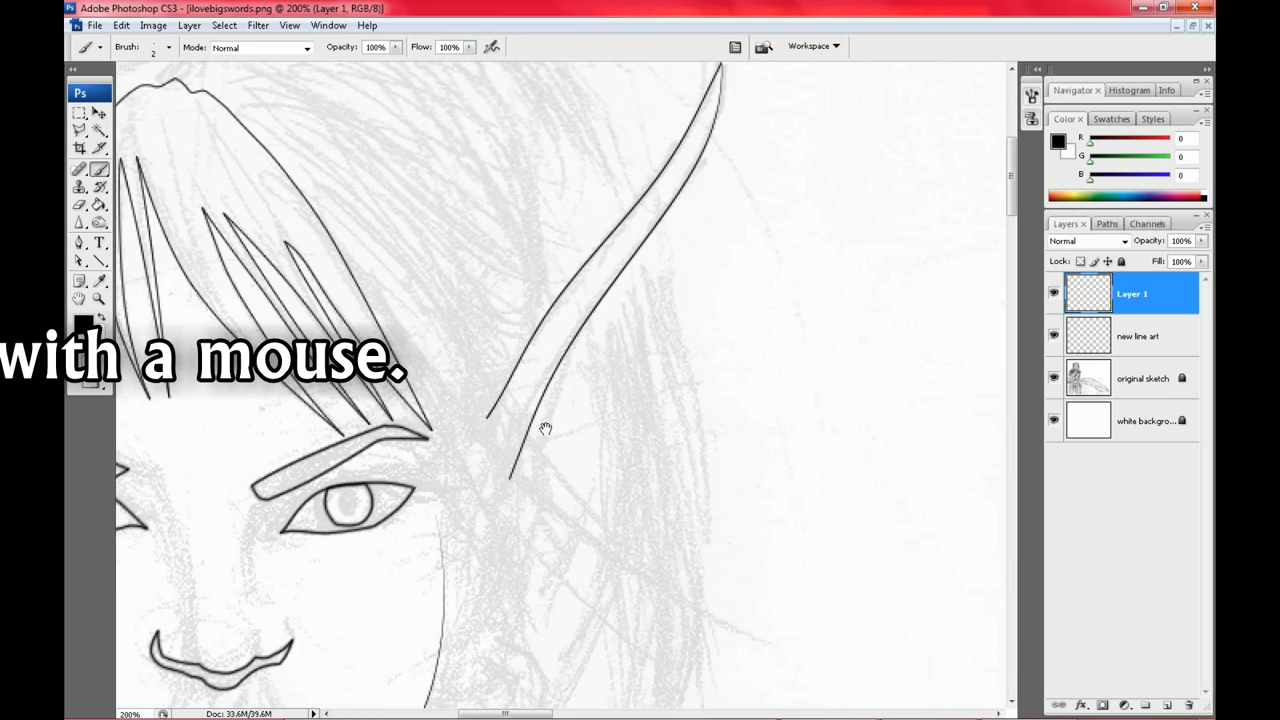 Adobe Photoshop CS3 - [ilovebigswords.png @ 200% (Layer 1, RGB/8)]
File Edit Image Layer Select Filter View Window Help
Brush: 2 Mode: Normal Opacity: 100% Flow: 100% Workspace
Ps
Navigator Histogram Info
Color Swatches Styles
R 0
G 0
B 0
Layers Paths Channels
Normal Opacity: 100%
Lock: Fill: 100%
Layer 1
new line art
original sketch
white backgro...
with a mouse.
200% Doc: 33.6M/39.6M